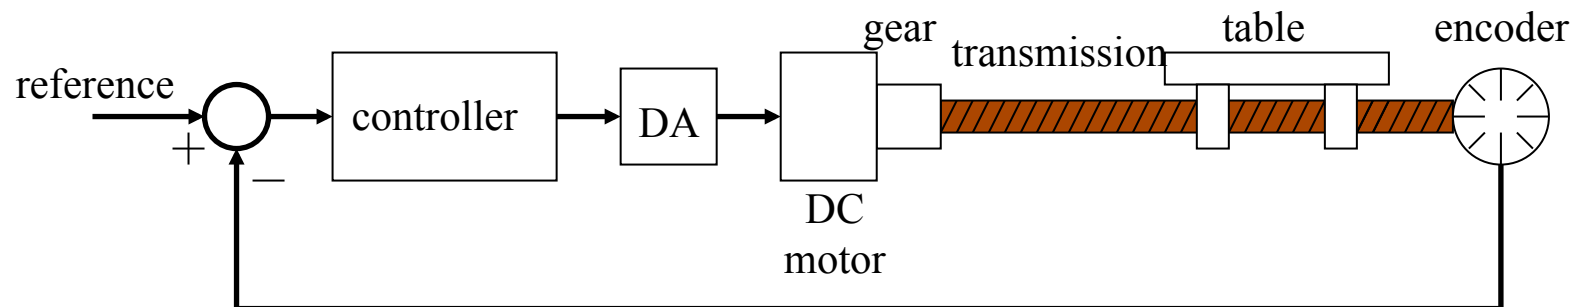 gear
table
encoder
transmission
reference
controller
DA
+
−
DC
motor